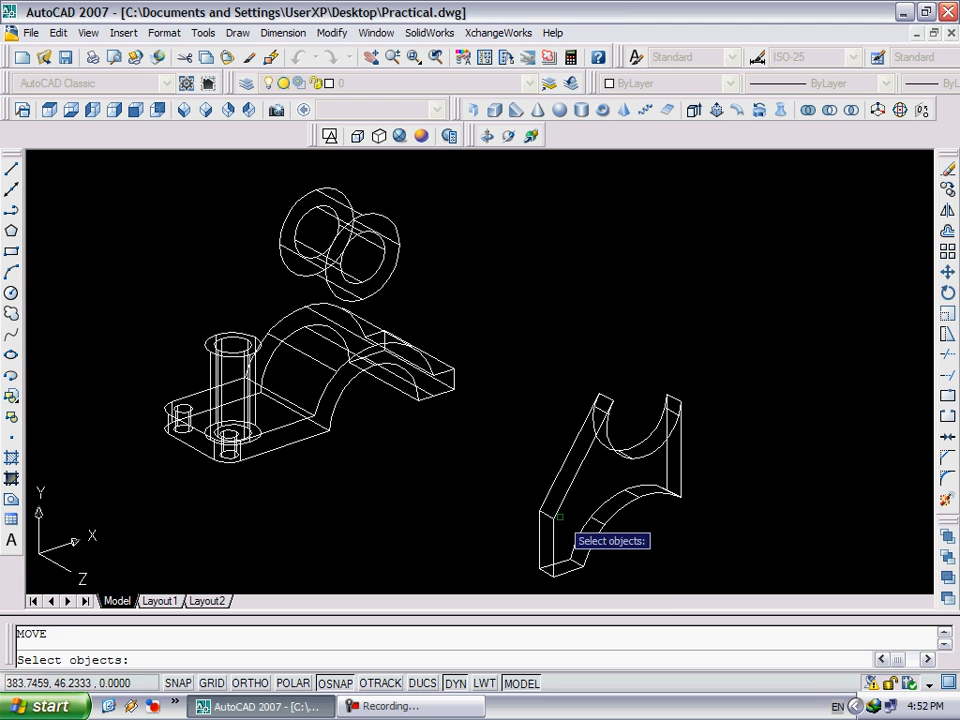 AutoCAD 2007 - [C:\Documents and Settings\UserXP\Desktop\Practical.dwg]
File Edit View Insert Format Tools Draw Dimension Modify Window SolidWorks XchangeWorks Help
Standard ISO-25 Standard
AutoCAD Classic 0 ByLayer ByLayer ByL
Y
X
Z
Select objects:
A
Model Layout1 Layout2
MOVE
Select objects:
383.7459, 46.2333 , 0.0000 SNAP GRID ORTHO POLAR OSNAP OTRACK DUCS DYN LWT MODEL
start AutoCAD 2007 - [C:\... Recording... EN 4:52 PM